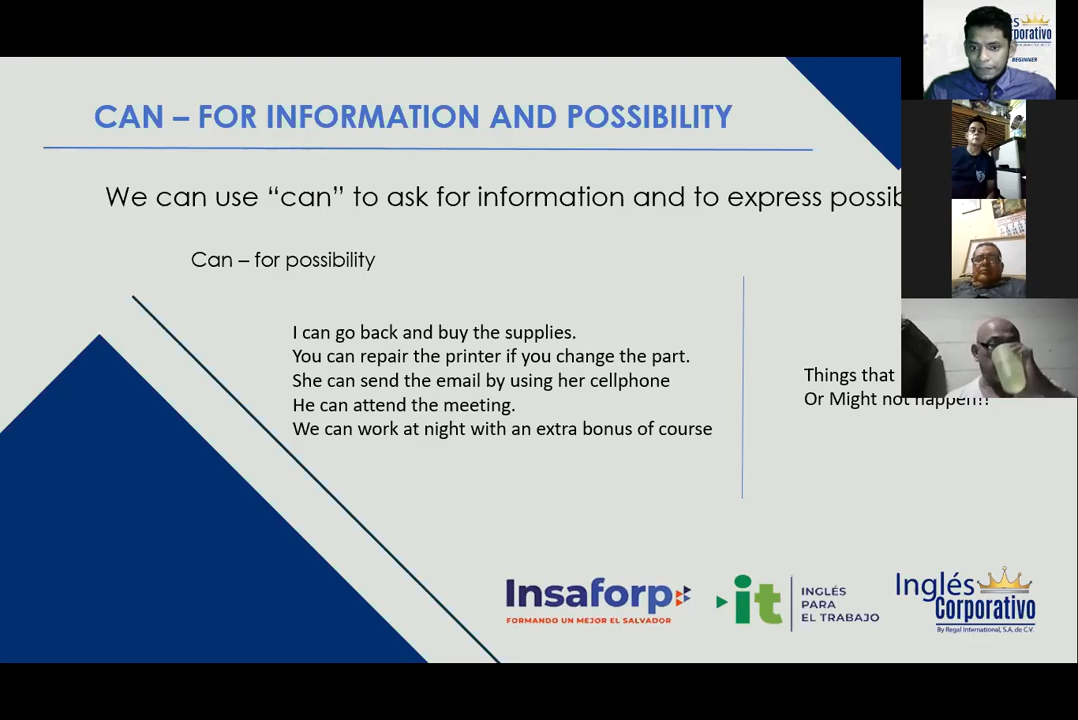 Corporativo
BEGINNER
CAN – FOR INFORMATION AND POSSIBILITY
We can use “can” to ask for information and to express
Can – for possibility
I can go back and buy the supplies.
You can repair the printer if you change the part.
She can send the email by using her cellphone
He can attend the meeting.
We can work at night with an extra bonus of course
Things that
Or Might not happen!!
Insaforp
FORMANDO UN MEJOR EL SALVADOR
it
INGLÉS
PARA
EL TRABAJO
Inglés
Corporativo
By Regal International, S.A. de C.V.